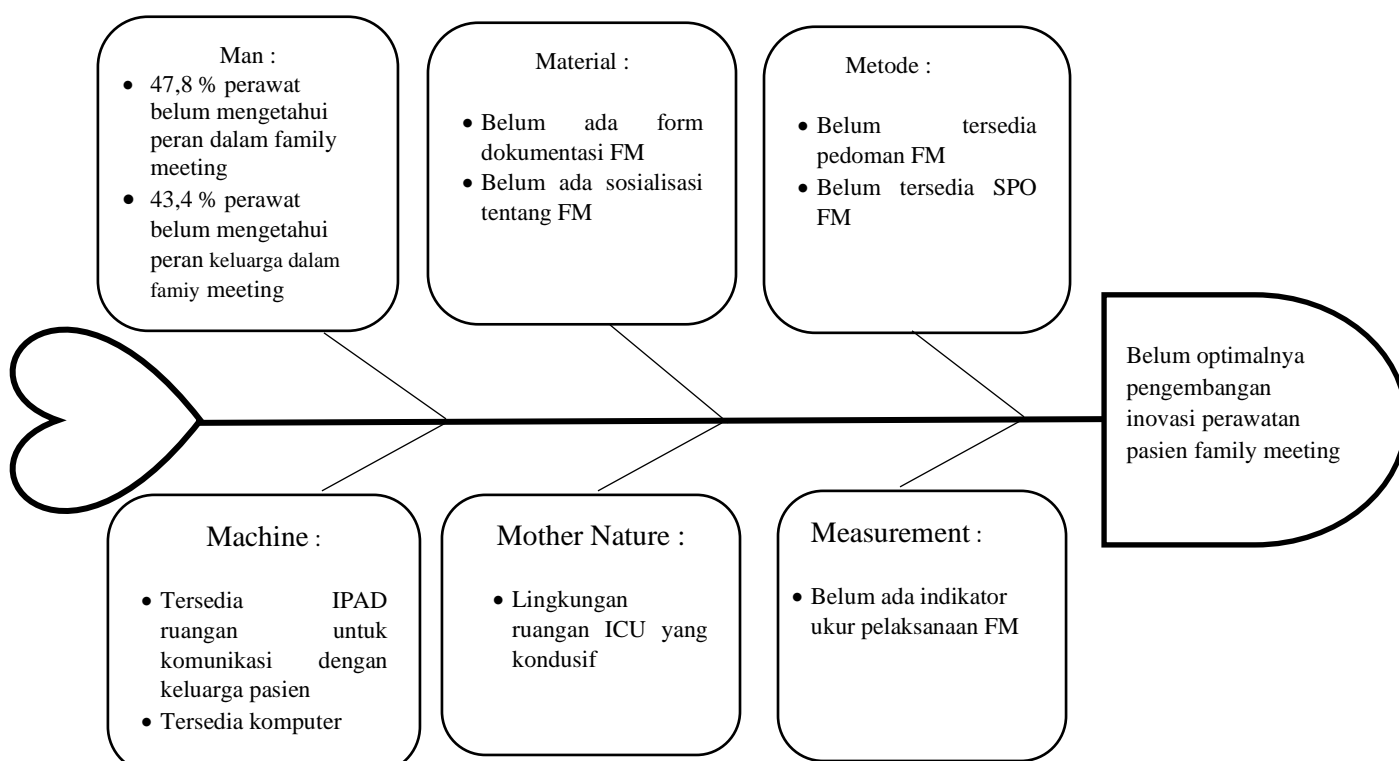 Man :
• 47,8 % perawat
belum mengetahui
peran dalam family
meeting
• 43,4 % perawat
belum mengetahui
peran keluarga dalam
famiy meeting
Material :
• Belum ada form
dokumentasi FM
• Belum ada sosialisasi
tentang FM
Metode :
• Belum tersedia
pedoman FM
• Belum tersedia SPO
FM
Belum optimalnya
pengembangan
inovasi perawatan
pasien family meeting
Machine :
• Tersedia IPAD
ruangan untuk
komunikasi dengan
keluarga pasien
• Tersedia komputer
Mother Nature :
• Lingkungan
ruangan ICU yang
kondusif
Measurement :
• Belum ada indikator
ukur pelaksanaan FM